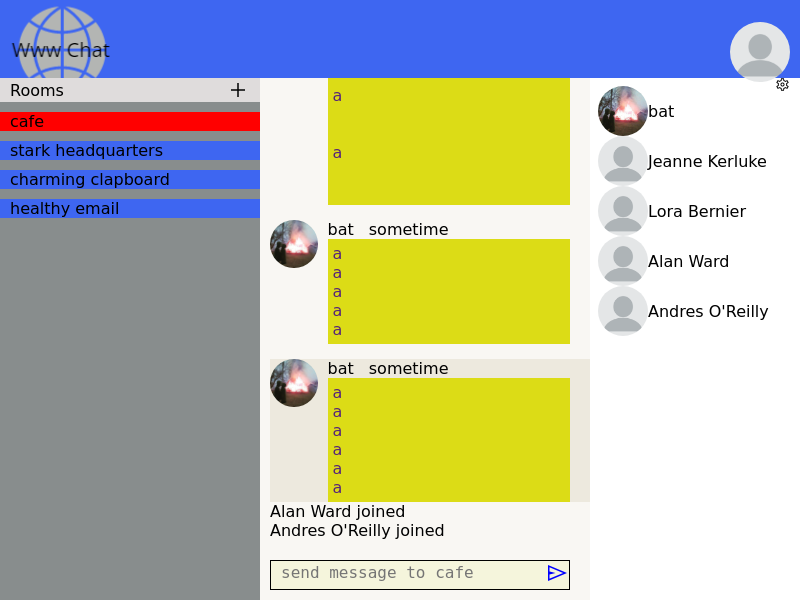 Www Chat
Rooms
cafe
stark headquarters
charming clapboard
healthy email
a
a
bat sometime
a
a
a
a
a
bat sometime
a
a
a
a
a
a
Alan Ward joined
Andres O'Reilly joined
send message to cafe
bat
Jeanne Kerluke
Lora Bernier
Alan Ward
Andres O'Reilly